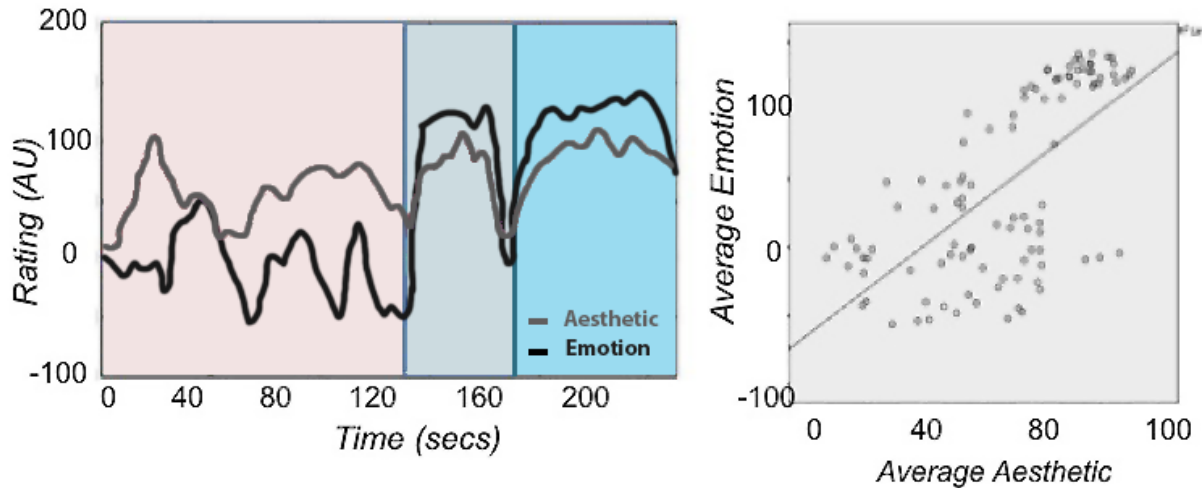 200
100
0
-100
Rating (AU)
Aesthetic
Emotion
0 40 80 120 160 200
Time (secs)
100
0
-100
Average Emotion
0 40 80 100
Average Aesthetic